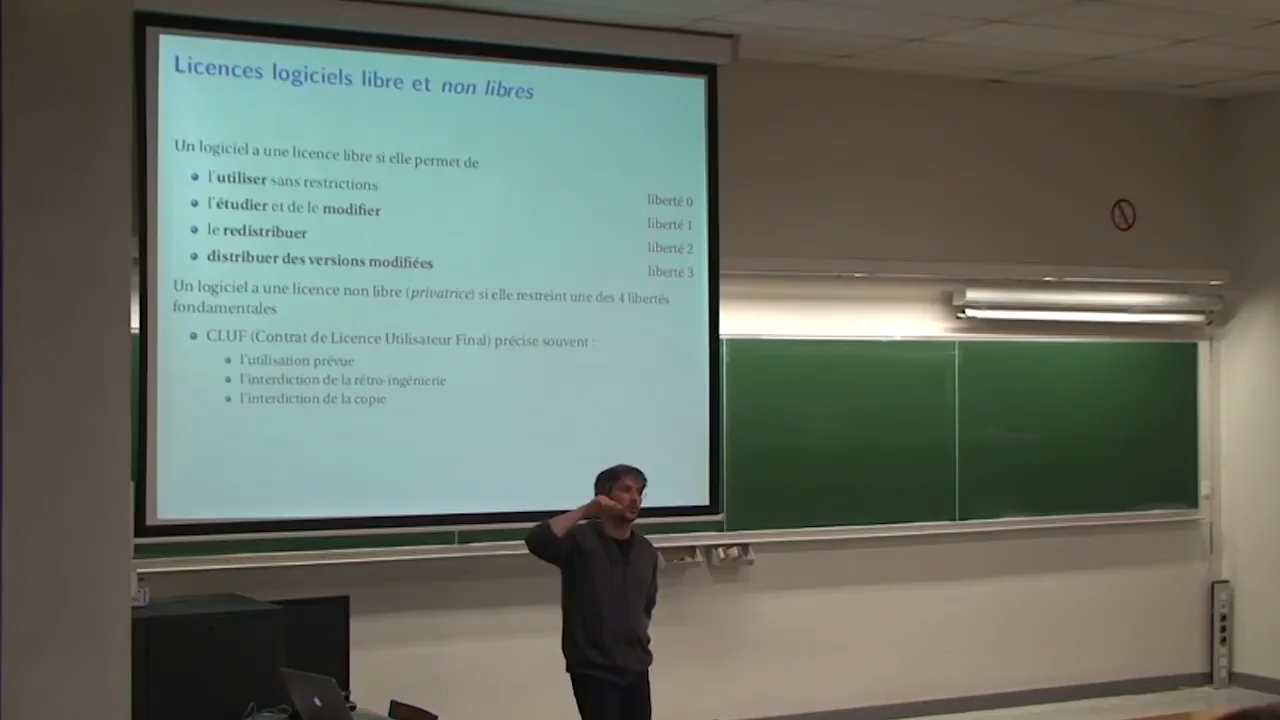 Licences logiciels libre et non libres
Un logiciel a une licence libre si elle permet de
l'utiliser sans restrictions
liberté 0
l'étudier et de le modifier
liberté 1
le redistribuer
liberté 2
distribuer des versions modifiées
liberté 3
Un logiciel a une licence non libre (privatrice) si elle restreint une des 4 libertés
fondamentales
CLUF (Contrat de Licence Utilisateur Final) précise souvent :
l'utilisation prévue
l'interdiction de la rétro-ingénierie
l'interdiction de la copie